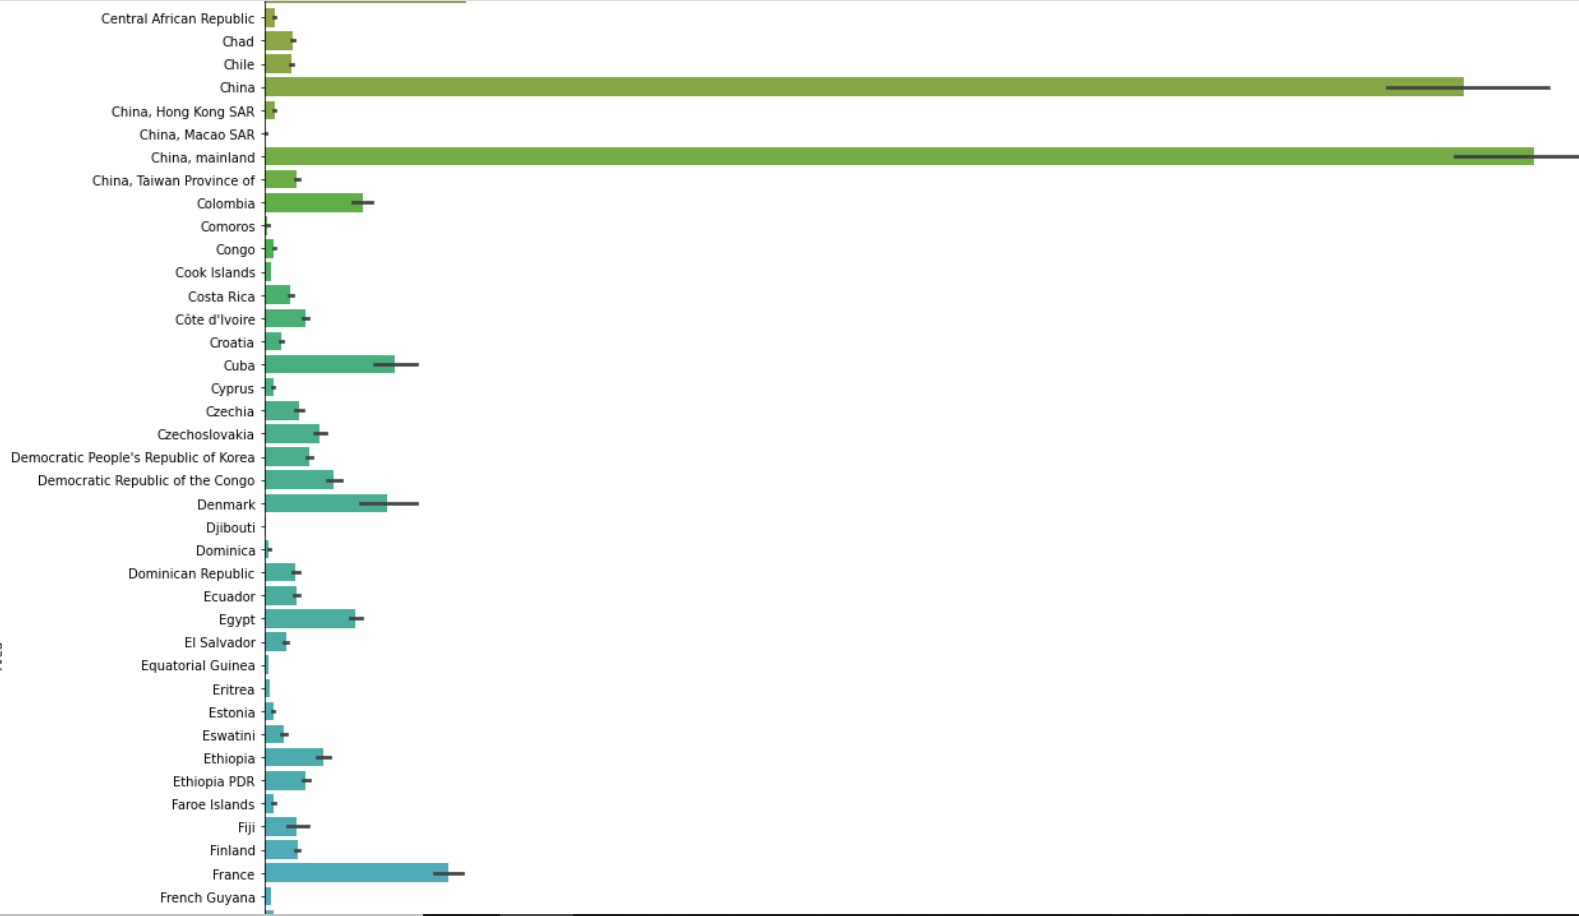 Central African Republic
Chad
Chile
China
China, Hong Kong SAR
China, Macao SAR
China, mainland
China, Taiwan Province of
Colombia
Comoros
Congo
Cook Islands
Costa Rica
Côte d'Ivoire
Croatia
Cuba
Cyprus
Czechia
Czechoslovakia
Democratic People's Republic of Korea
Democratic Republic of the Congo
Denmark
Djibouti
Dominica
Dominican Republic
Ecuador
Egypt
El Salvador
Equatorial Guinea
Eritrea
Estonia
Eswatini
Ethiopia
Ethiopia PDR
Faroe Islands
Fiji
Finland
France
French Guyana